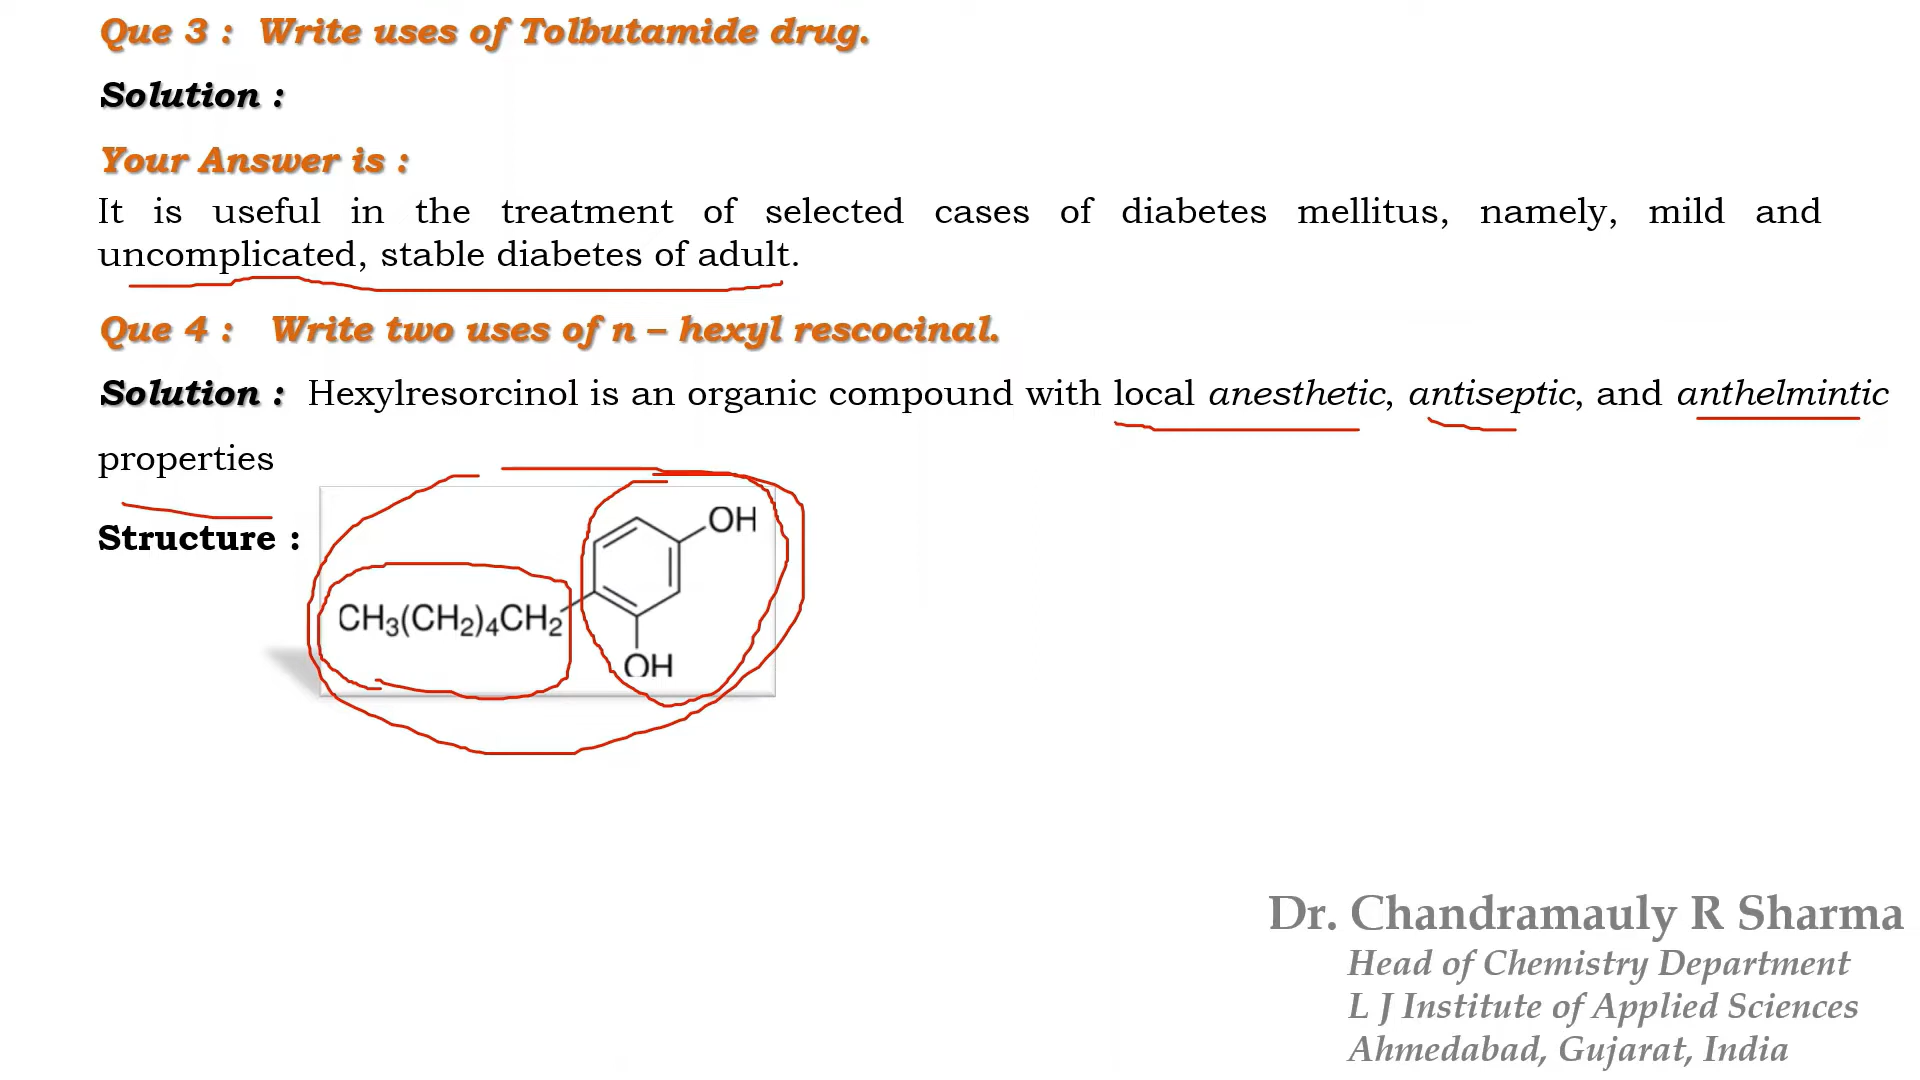 Que 3 : Write uses of Tolbutamide drug.
Solution :
Your Answer is :
It is useful in the treatment of selected cases of diabetes mellitus, namely, mild and
uncomplicated, stable diabetes of adult.
Que 4 : Write two uses of n – hexyl rescocinal.
Solution : Hexylresorcinol is an organic compound with local anesthetic, antiseptic, and anthelmintic
properties
Structure :
OH
CH3(CH2)4CH2
OH
Dr. Chandramauly R Sharma
Head of Chemistry Department
L J Institute of Applied Sciences
Ahmedabad, Gujarat, India